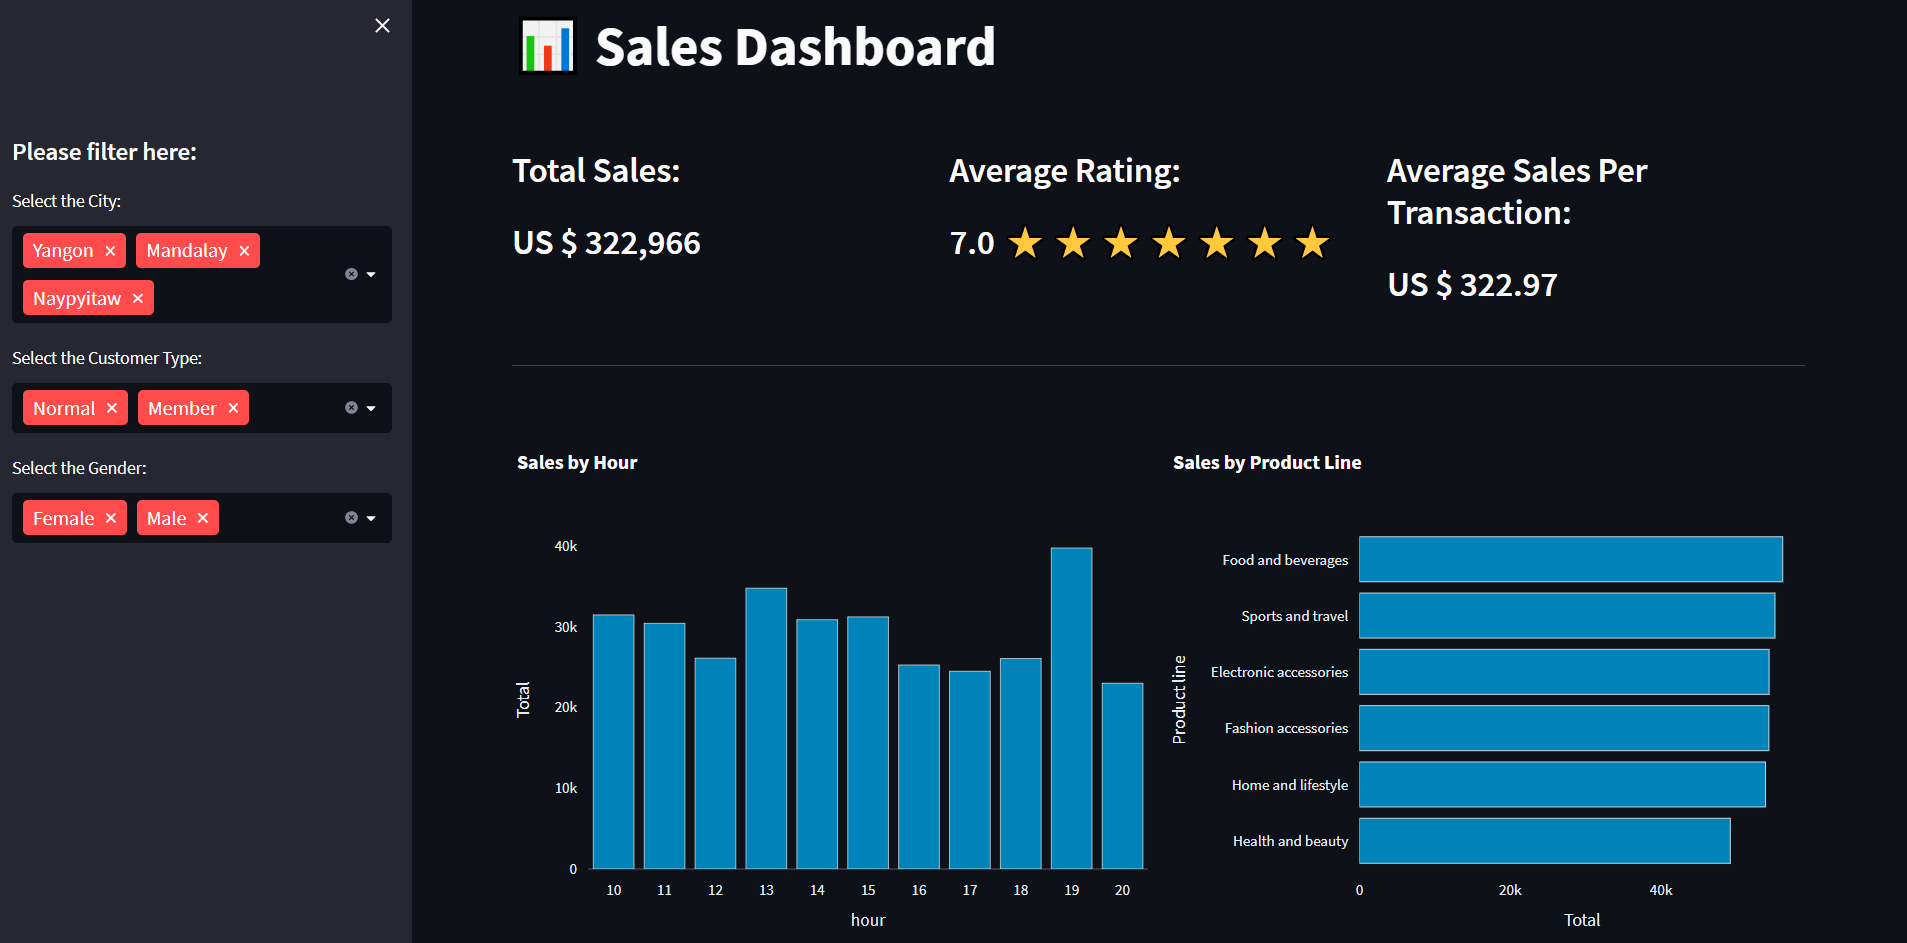 Please filter here:
Select the City:
Yangon Mandalay
Naypyitaw
Select the Customer Type:
Normal Member
Select the Gender:
Female Male
Sales Dashboard
Total Sales:
US $ 322,966
Average Rating:
7.0
Average Sales Per
Transaction:
US $ 322.97
Sales by Hour
Total
40k
30k
20k
10k
0
10 11 12 13 14 15 16 17 18 19 20
hour
Sales by Product Line
Product line
Food and beverages
Sports and travel
Electronic accessories
Fashion accessories
Home and lifestyle
Health and beauty
0 20k 40k
Total